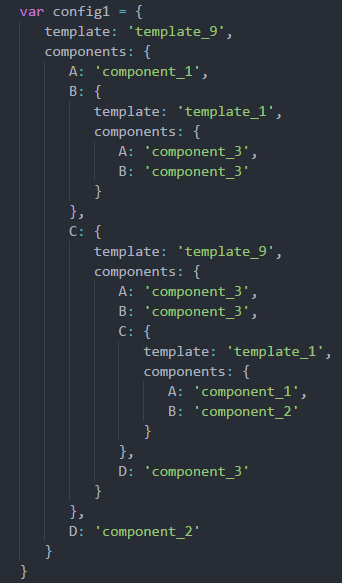 var config1 = {
   template: 'template_9',
   components: {
      A: 'component_1',
      B: {
         template: 'template_1',
         components: {
            A: 'component_3',
            B: 'component_3'
         }
      },
      C: {
         template: 'template_9',
         components: {
            A: 'component_3',
            B: 'component_3',
            C: {
               template: 'template_1',
               components: {
                  A: 'component_1',
                  B: 'component_2'
               }
            },
            D: 'component_3'
         }
      },
      D: 'component_2'
   }
}